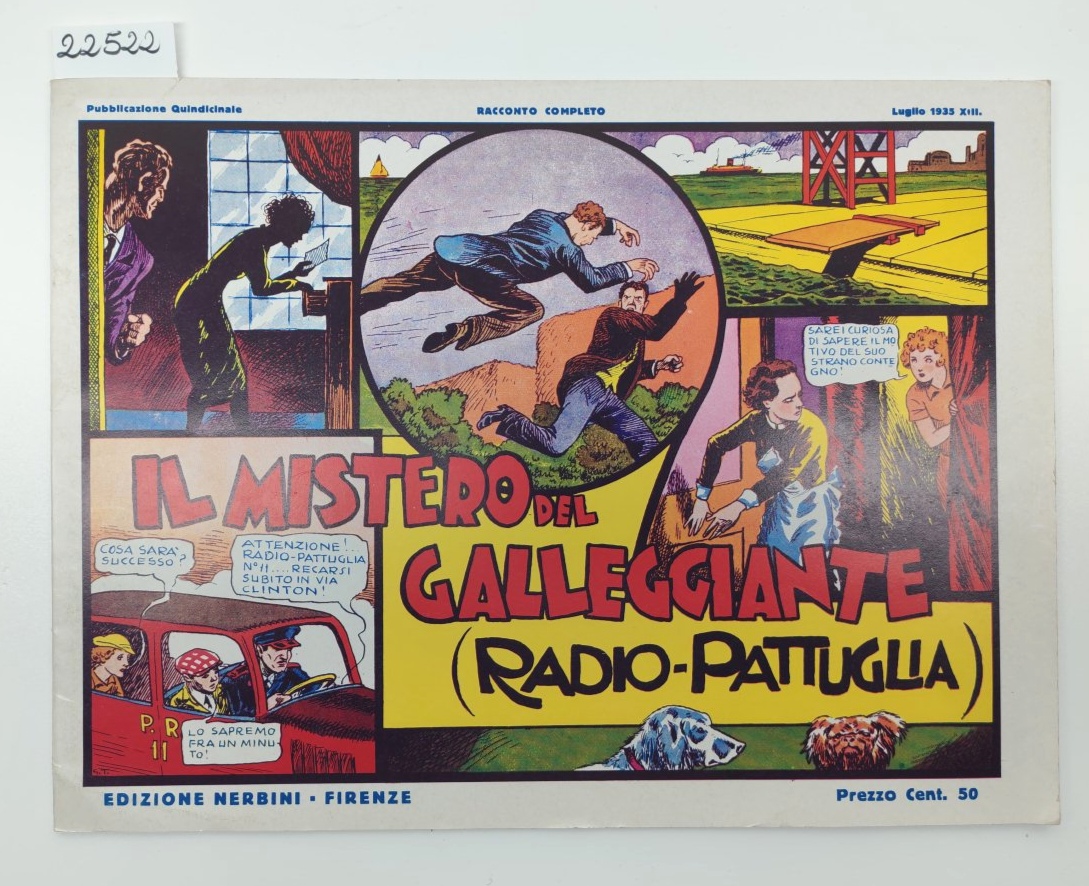 22522
Pubblicazione Quindicinale
RACCONTO COMPLETO
Luglio 1935 XIII.
SAREI CURIOSA
DI SAPERE IL MO
TIVO DEL SUO
STRANO CONTE
GNO!
IL MISTERO DEL
GALLEGGIANTE
(RADIO-PATTUGLIA)
COSA SARA'
SUCCESSO?
ATTENZIONE!..
RADIO-PATTUGLIA
N°11....RECARSI
SUBITO IN VIA
CLINTON!
P. R
11
LO SAPREMO
FRA UN MINU-
TO!
EDIZIONE NERBINI - FIRENZE
Prezzo Cent. 50